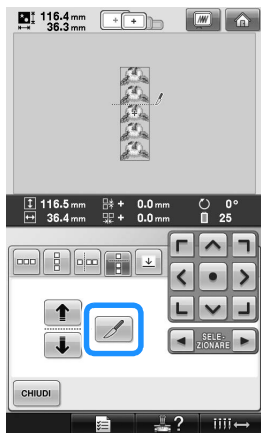 116.4 mm
36.3 mm
116.5 mm + 0.0 mm 0°
36.4 mm + 0.0 mm 25
SELE-
ZIONARE
CHIUDI
?